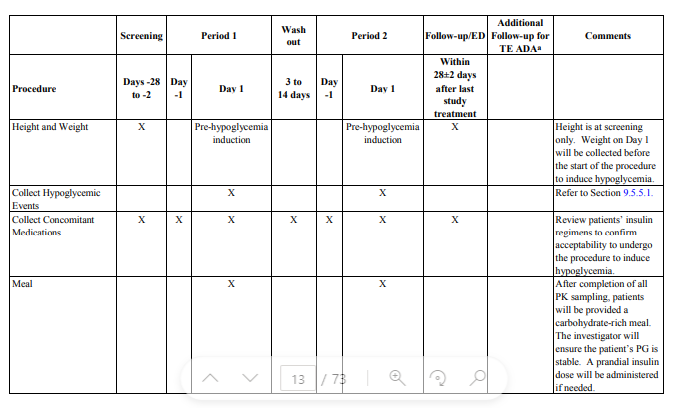 Screening Period 1 Wash out Period 2 Follow-up/ED Additional Follow-up for TE ADAa Comments
Procedure Days -28 to -2 Day -1 Day 1 3 to 14 days Day -1 Day 1 Within 28±2 days after last study treatment
Height and Weight X Pre-hypoglycemia induction Pre-hypoglycemia induction X Height is at screening
only. Weight on Day 1
will be collected before
the start of the procedure
to induce hypoglycemia.
Collect Hypoglycemic Events X X Refer to Section 9.5.5.1.
Collect Concomitant Medications X X X X X X X Review patients' insulin
regimens to confirm
acceptability to undergo
the procedure to induce
hypoglycemia.
Meal X X After completion of all
PK sampling, patients
will be provided a
carbohydrate-rich meal.
The investigator will
ensure the patient's PG is
stable. A prandial insulin
dose will be administered
if needed.
13 / 73